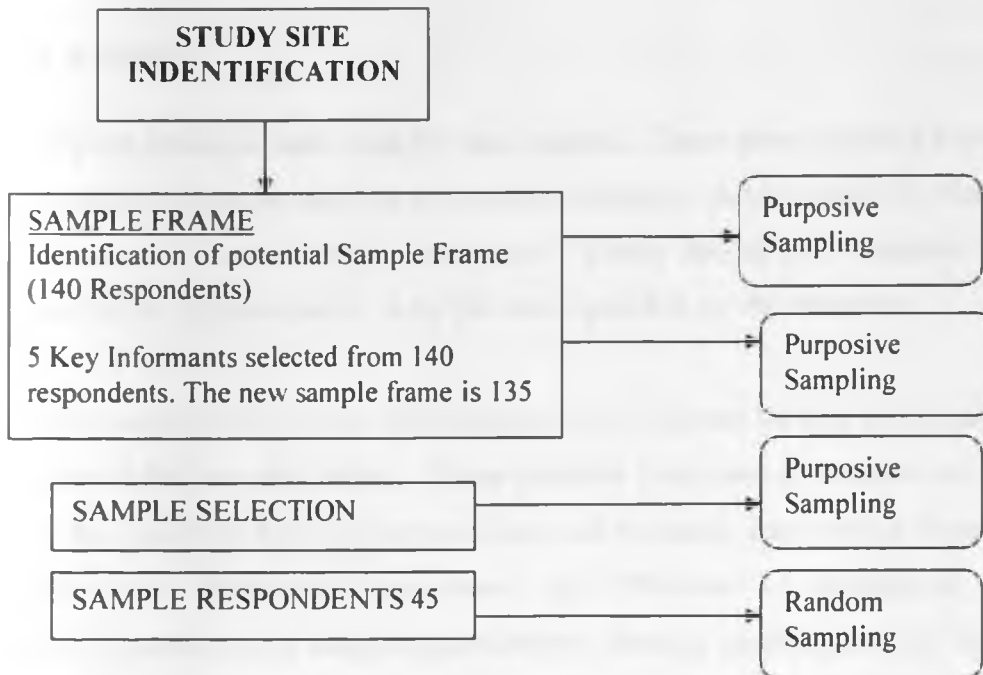 STUDY SITE
INDENTIFICATION
SAMPLE FRAME
Identification of potential Sample Frame
(140 Respondents)
5 Key Informants selected from 140
respondents. The new sample frame is 135
Purposive
Sampling
Purposive
Sampling
SAMPLE SELECTION
Purposive
Sampling
SAMPLE RESPONDENTS 45
Random
Sampling